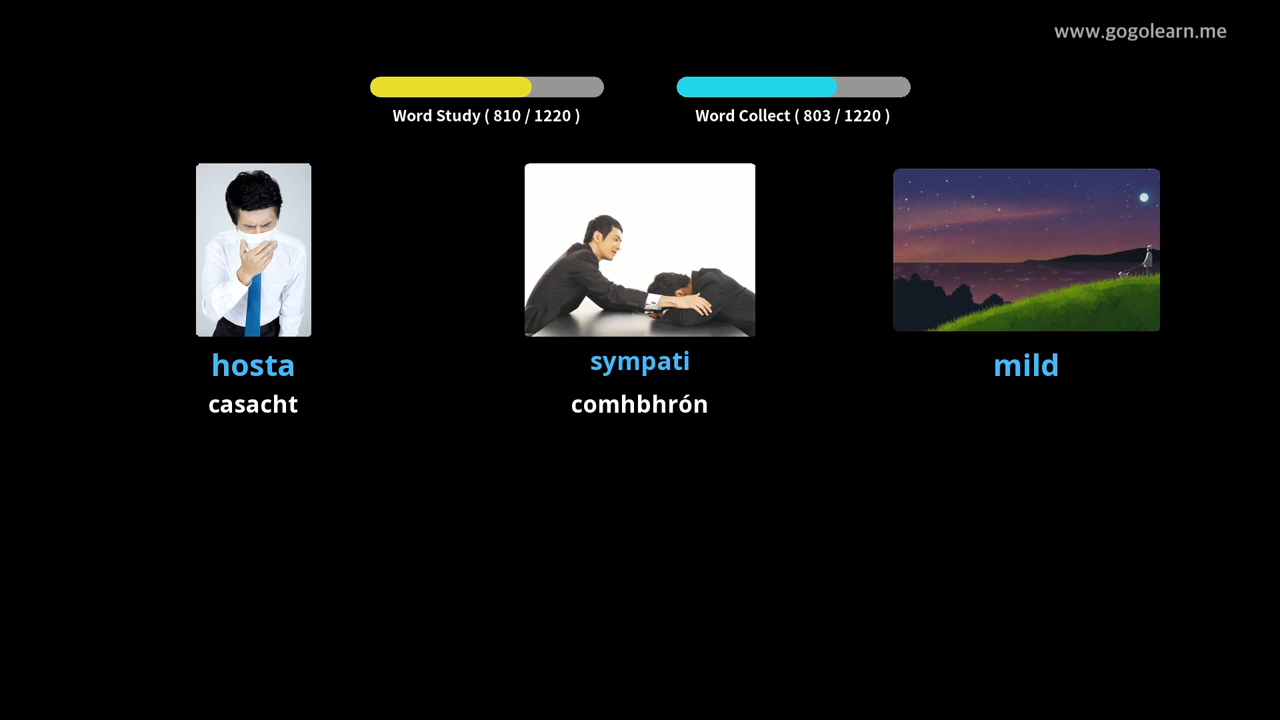 www.gogolearn.me
Word Study ( 810 / 1220 )
Word Collect ( 803 / 1220 )
hosta
sympati
mild
casacht
comhbhrón